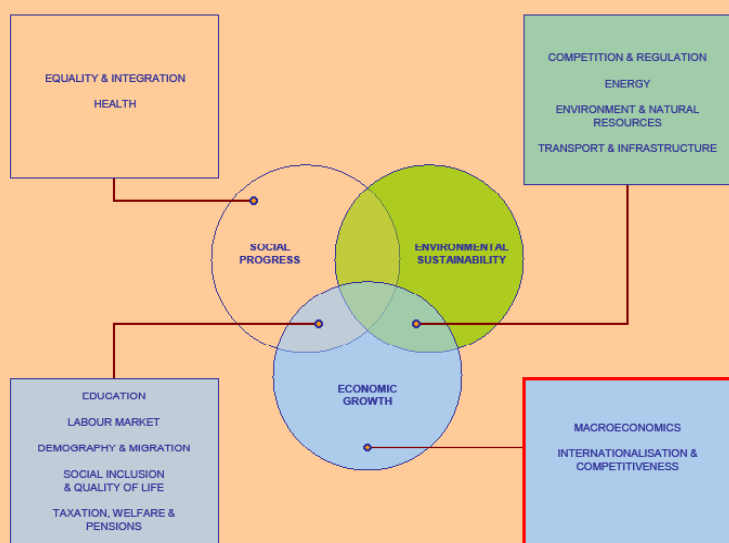 EQUALITY & INTEGRATION
HEALTH
COMPETITION & REGULATION
ENERGY
ENVIRONMENT & NATURAL
RESOURCES
TRANSPORT & INFRASTRUCTURE
SOCIAL
PROGRESS
ENVIRONMENTAL
SUSTAINABILITY
ECONOMIC
GROWTH
EDUCATION
LABOUR MARKET
DEMOGRAPHY & MIGRATION
SOCIAL INCLUSION
& QUALITY OF LIFE
TAXATION, WELFARE &
PENSIONS
MACROECONOMICS
INTERNATIONALISATION &
COMPETITIVENESS